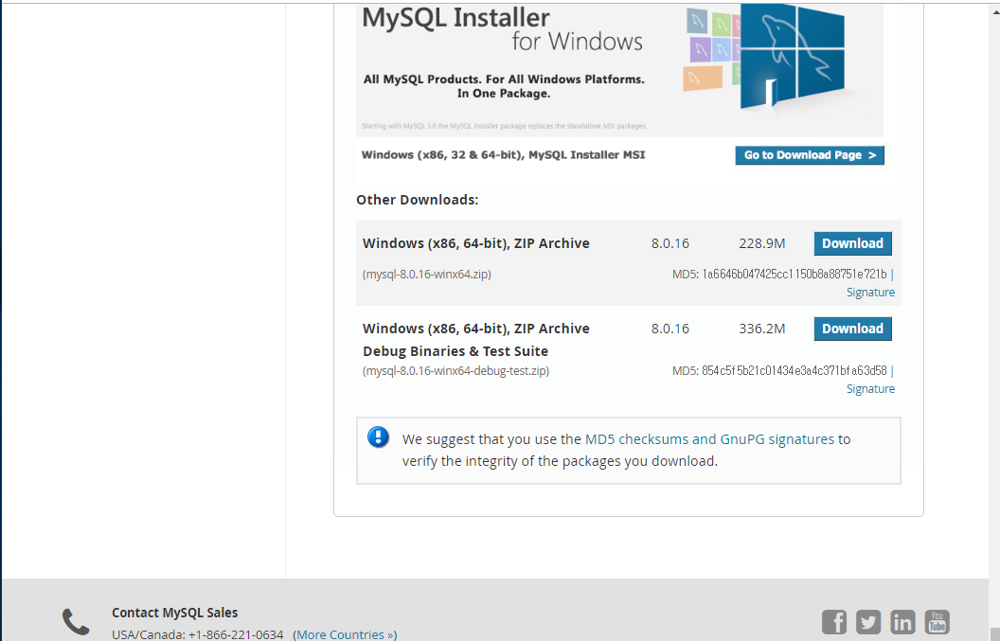 MySQL Installer
for Windows
All MySQL Products. For All Windows Platforms.
In One Package.
Starting with MySQL 5.6 the MySQL Installer package replaces the standalone MSI packages.
Windows (x86, 32 & 64-bit), MySQL Installer MSI
Go to Download Page >
Other Downloads:
Windows (x86, 64-bit), ZIP Archive 8.0.16 228.9M Download
(mysql-8.0.16-winx64.zip) MD5: 1a6646b047425cc1150b8a88751e721b |
Signature
Windows (x86, 64-bit), ZIP Archive 8.0.16 336.2M Download
Debug Binaries & Test Suite
(mysql-8.0.16-winx64-debug-test.zip) MD5: 854c5f5b21c01434e3a4c371bfa63d58 |
Signature
We suggest that you use the MD5 checksums and GnuPG signatures to
verify the integrity of the packages you download.
Contact MySQL Sales
USA/Canada: +1-866-221-0634 (More Countries »)
f in You Tube